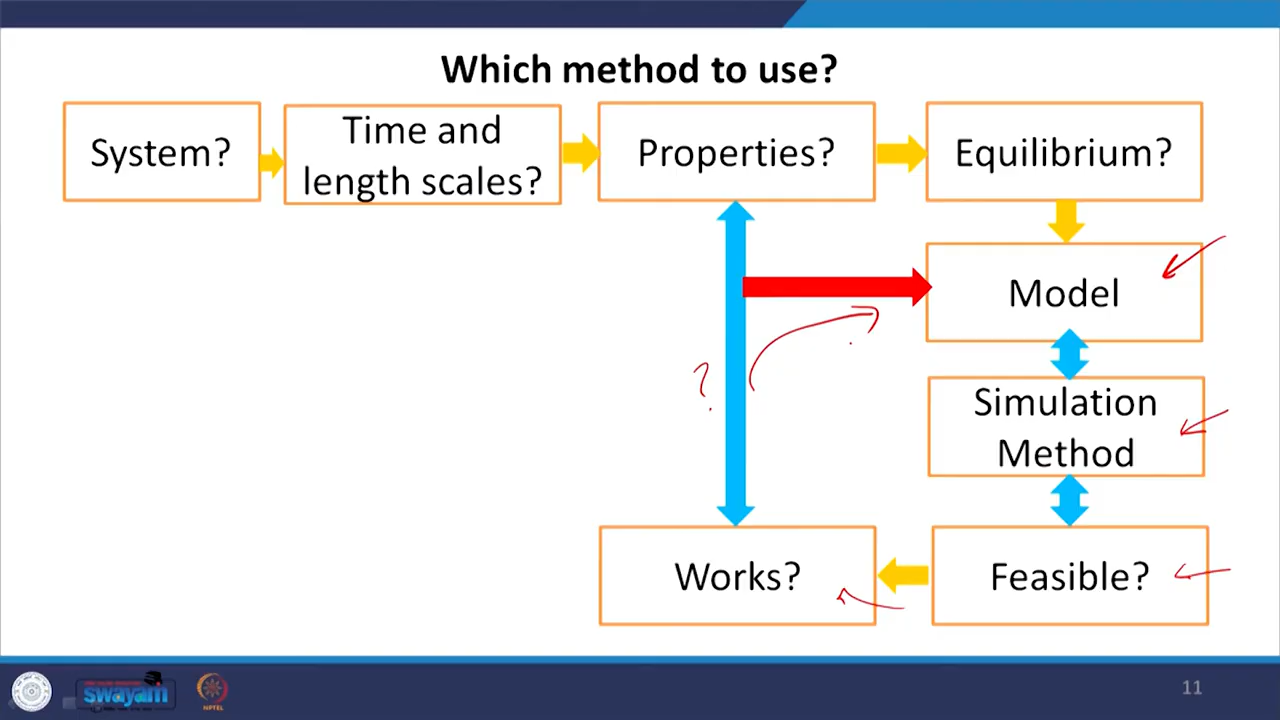 Which method to use?
System?
Time and
length scales?
Properties?
Equilibrium?
Model
?
Simulation
Method
Works?
Feasible?
swayam
NPTEL
11